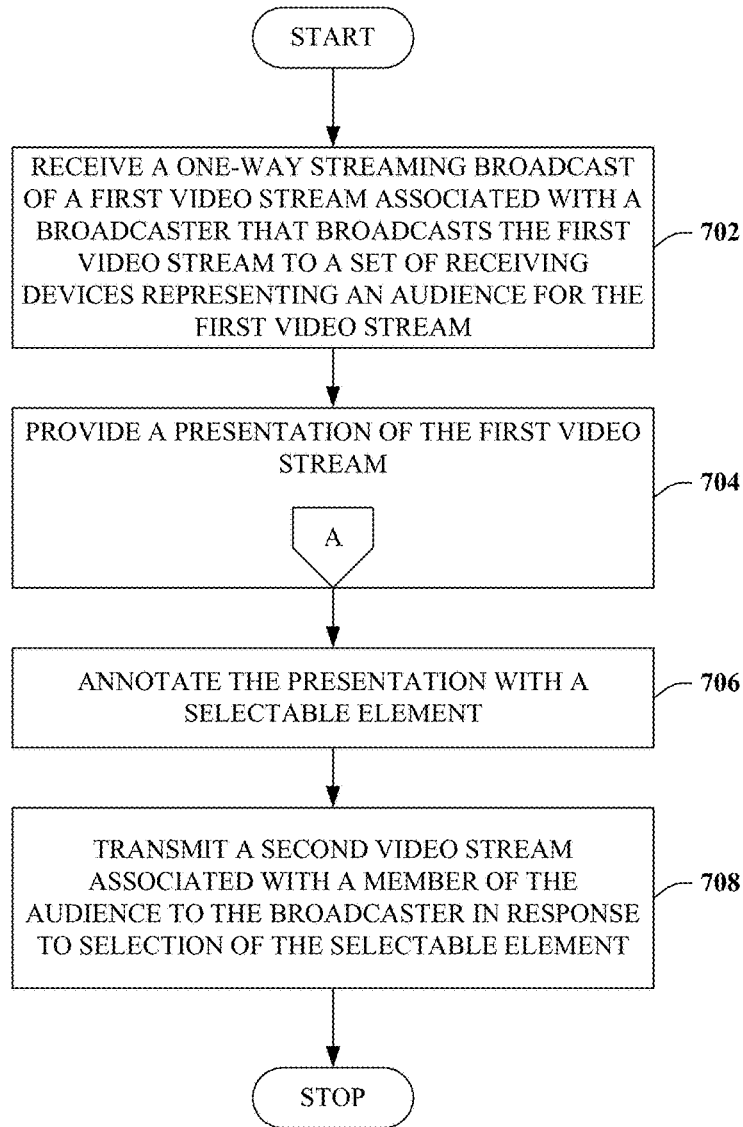 START
RECEIVE A ONE-WAY STREAMING BROADCAST
OF A FIRST VIDEO STREAM ASSOCIATED WITH A
BROADCASTER THAT BROADCASTS THE FIRST
VIDEO STREAM TO A SET OF RECEIVING
DEVICES REPRESENTING AN AUDIENCE FOR THE
FIRST VIDEO STREAM
702
PROVIDE A PRESENTATION OF THE FIRST VIDEO
STREAM
A
704
ANNOTATE THE PRESENTATION WITH A
SELECTABLE ELEMENT
706
TRANSMIT A SECOND VIDEO STREAM
ASSOCIATED WITH A MEMBER OF THE
AUDIENCE TO THE BROADCASTER IN RESPONSE
TO SELECTION OF THE SELECTABLE ELEMENT
708
STOP